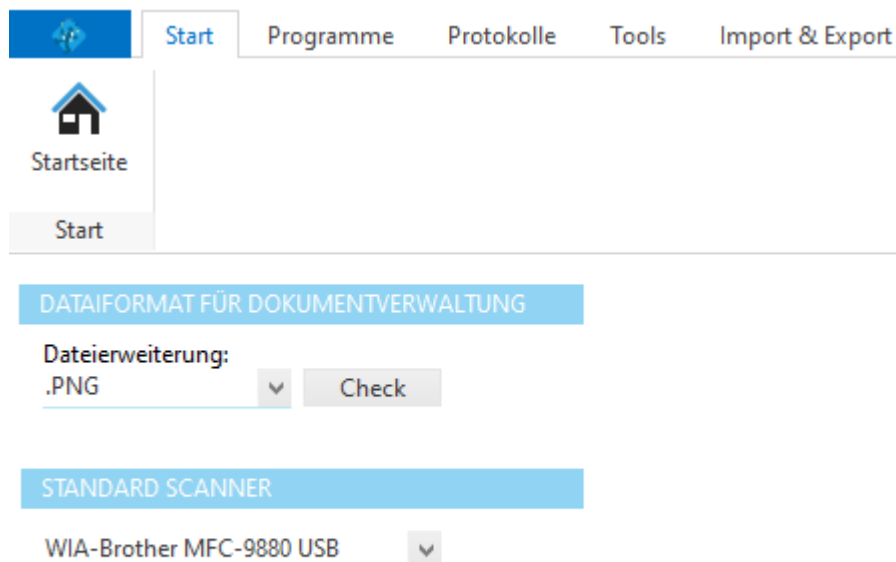 Start Programme Protokolle Tools Import & Export
Startseite
Start
DATAIFORMAT FÜR DOKUMENTVERWALTUNG
Dateierweiterung:
.PNG Check
STANDARD SCANNER
WIA-Brother MFC-9880 USB